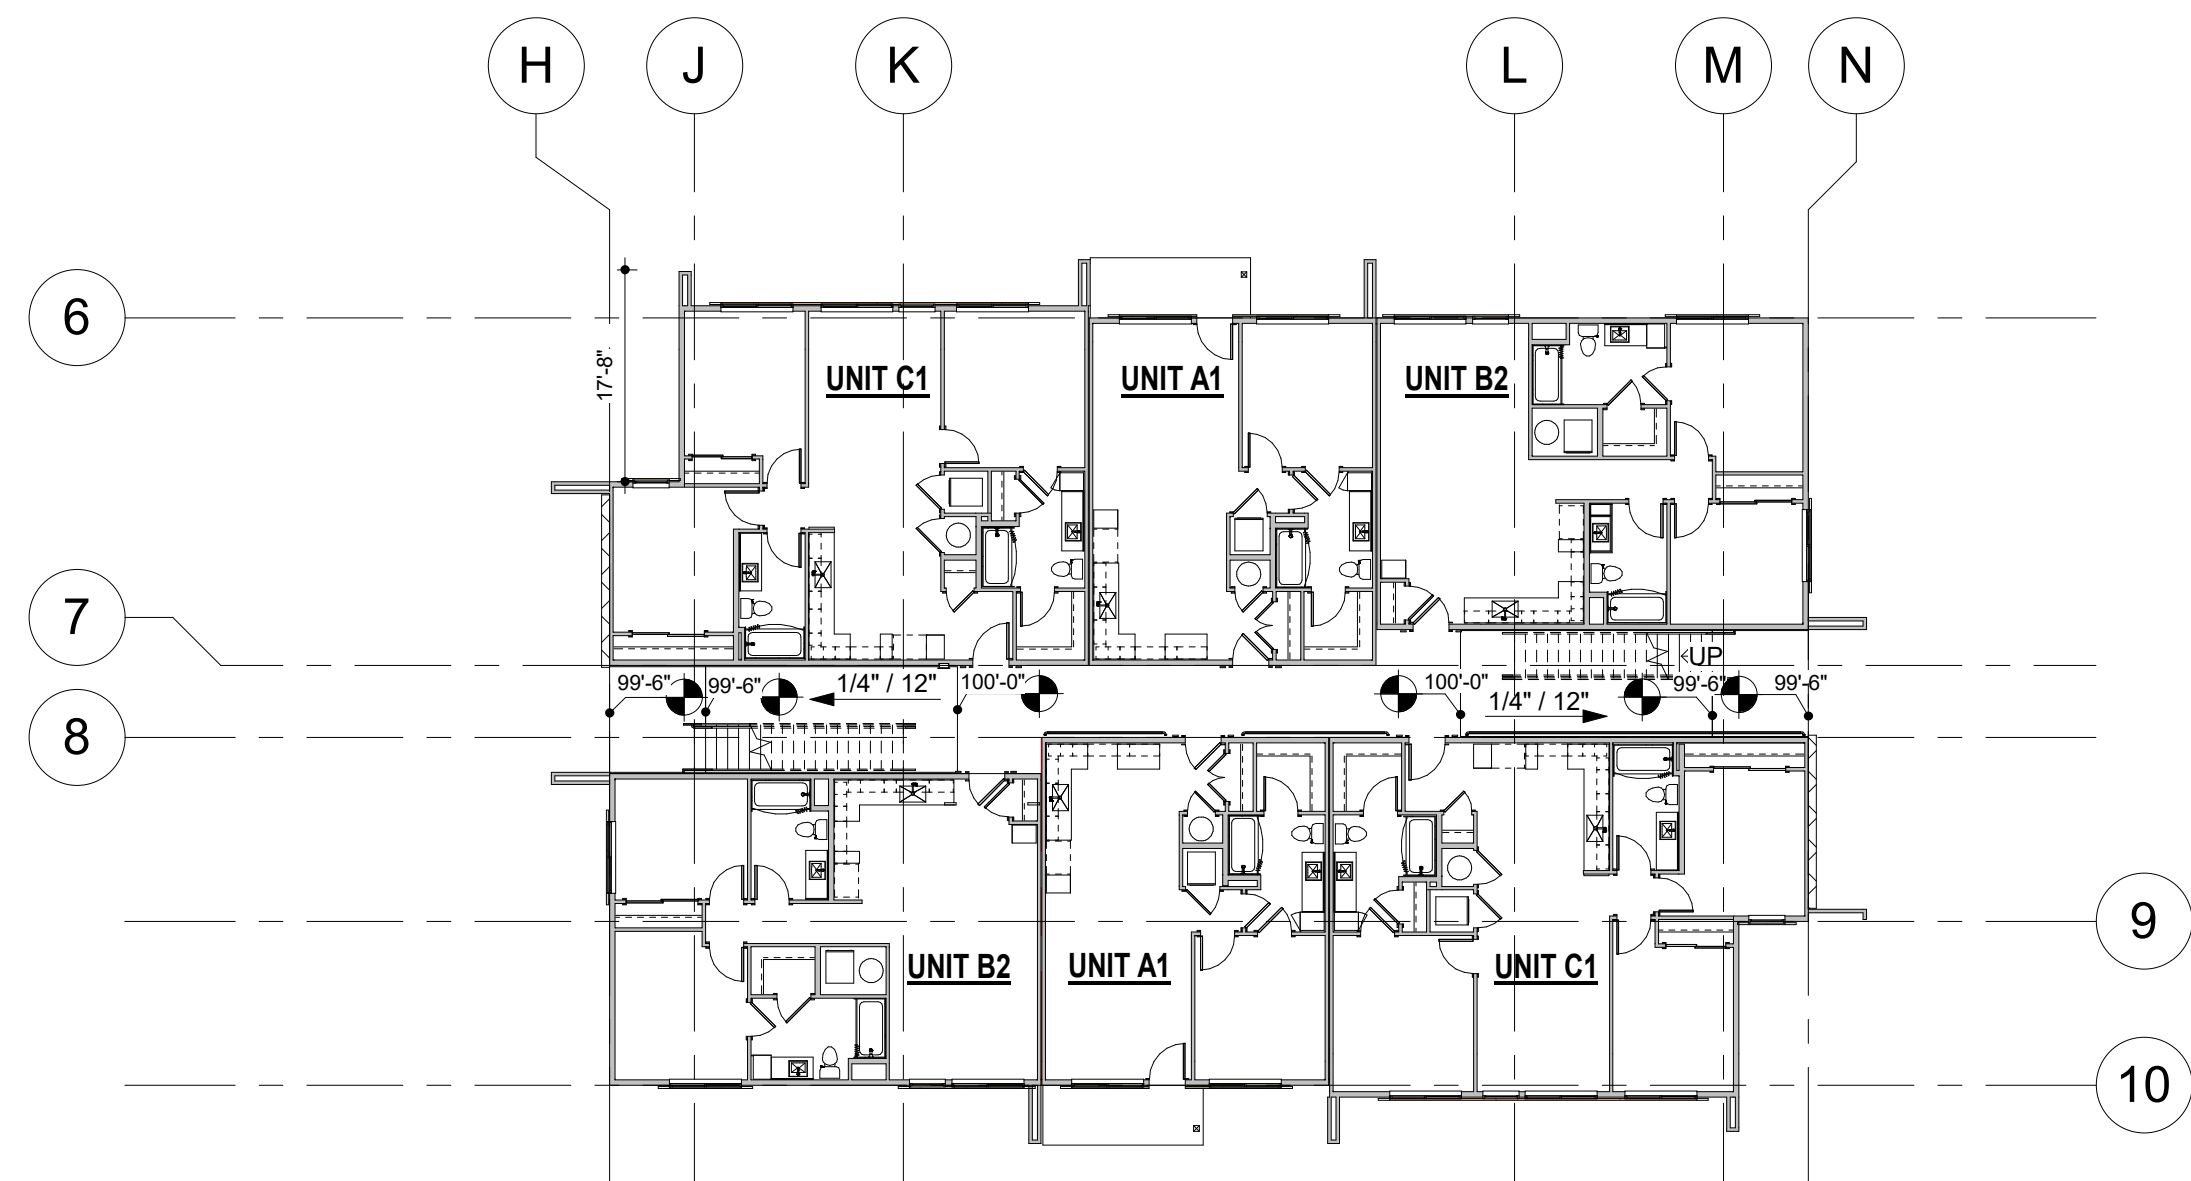 H
J
K
L
M
N
6
17'-8"
UNIT C1
UNIT A1
UNIT B2
7
UP
99'-6"
99'-6"
1/4" / 12"
100'-0"
100'-0"
1/4" / 12"
99'-6"
99'-6"
8
9
UNIT B2
UNIT A1
UNIT C1
10